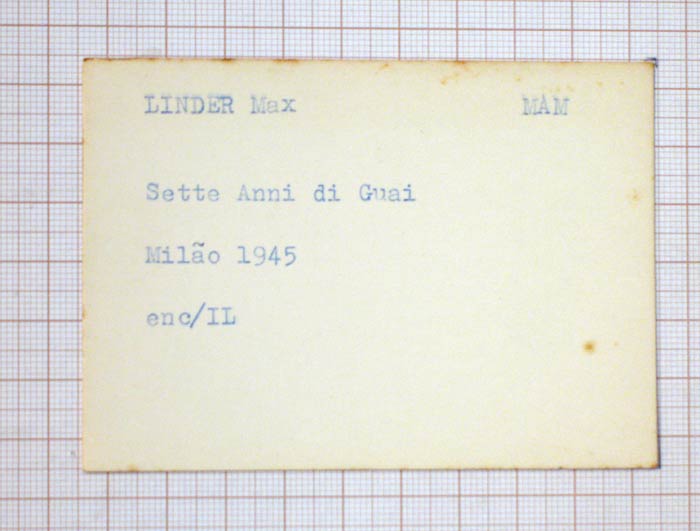 LINDER Max MAM
Sette Anni di Guai
Milão 1945
enc/IL